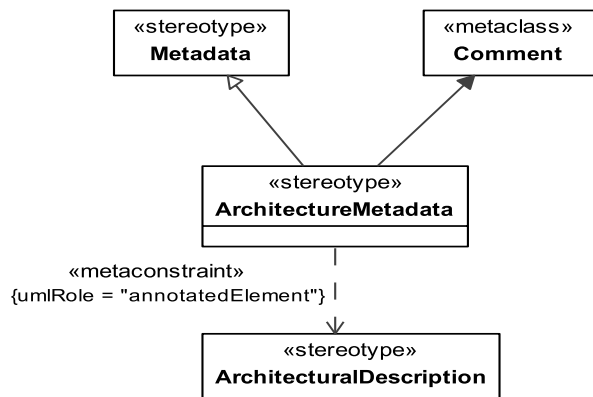 «stereotype»
Metadata
«metaclass»
Comment
«stereotype»
ArchitectureMetadata
«metaconstraint»
{umlRole = "annotatedElement"}
«stereotype»
ArchitecturalDescription